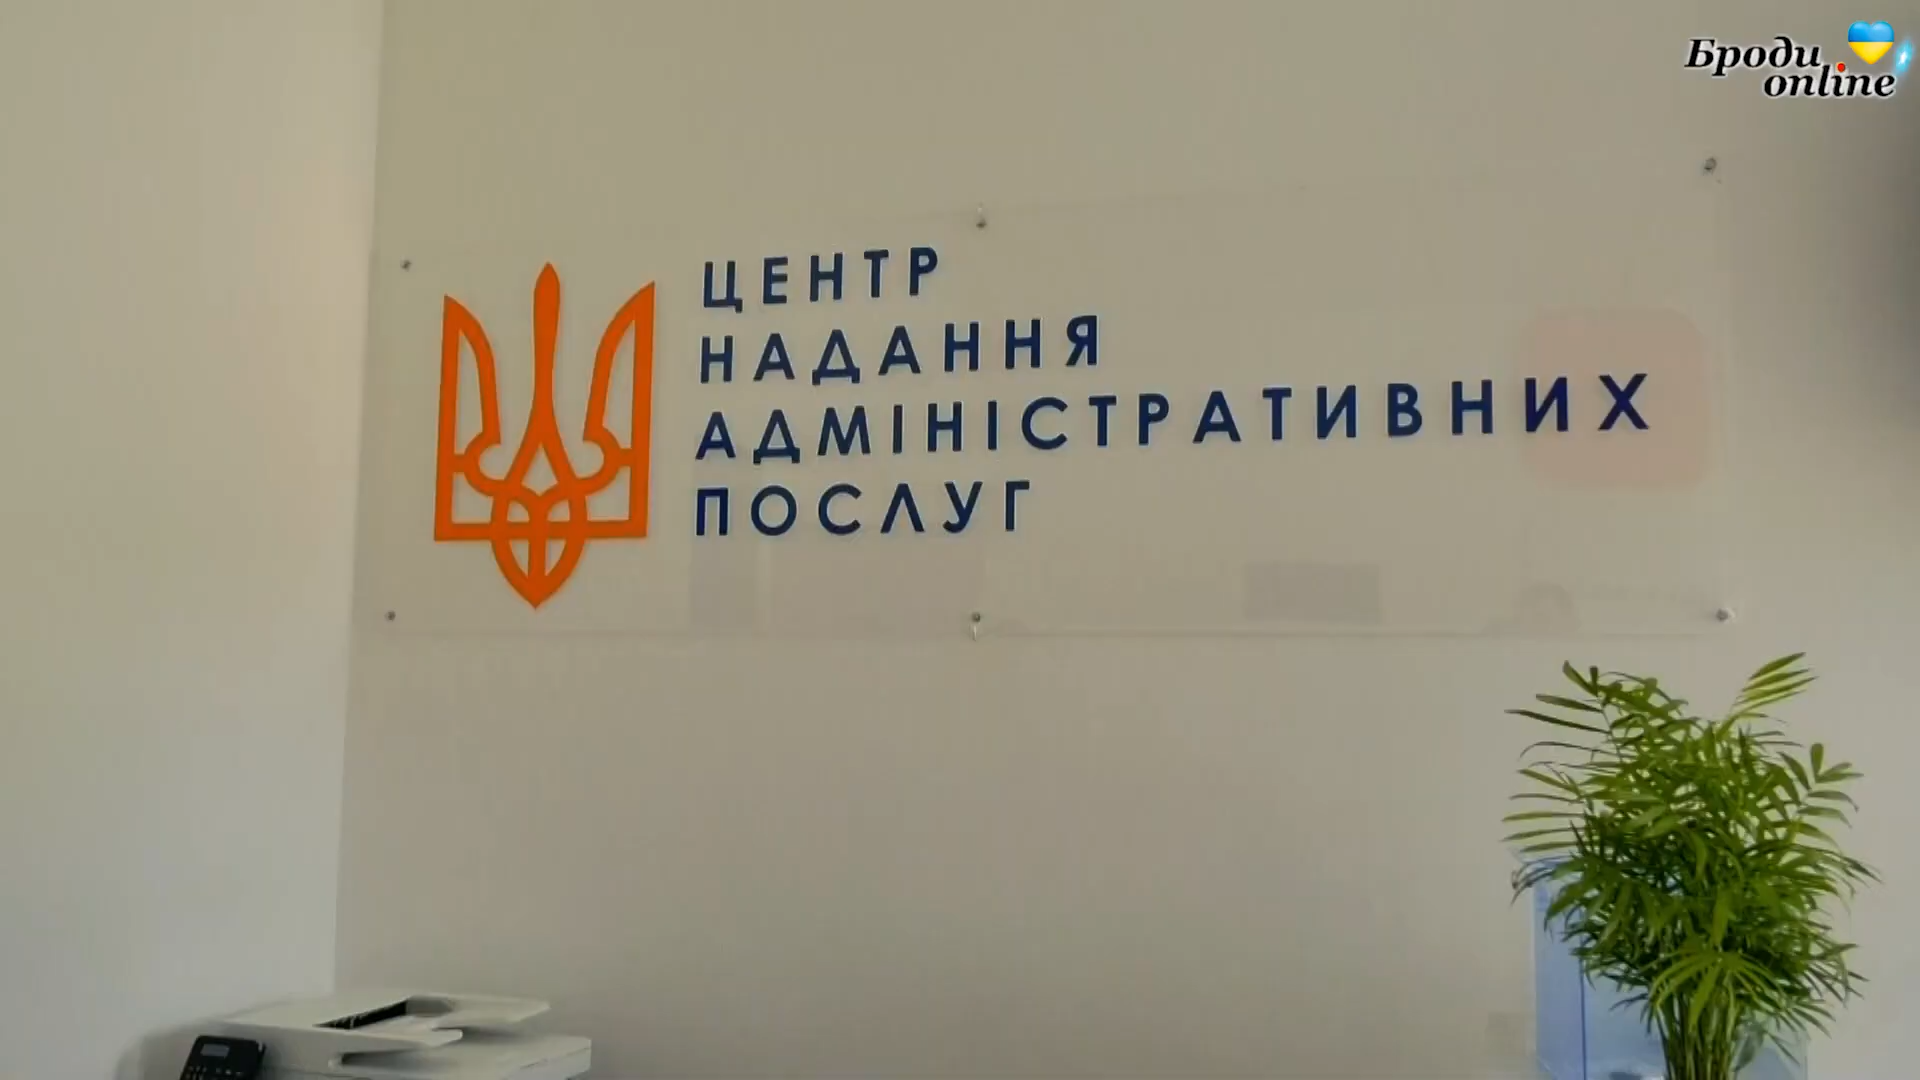 Броди
online
ЦЕНТР
НАДАННЯ
АДМІНІСТРАТИВНИХ
ПОСЛУГ